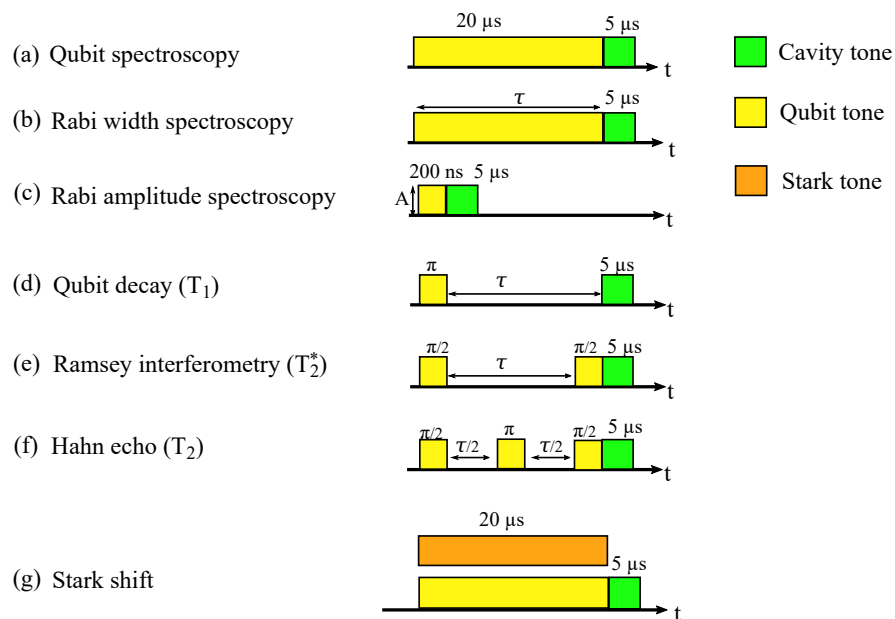 20 µs 5 µs
(a) Qubit spectroscopy t Cavity tone
τ 5 µs
(b) Rabi width spectroscopy t Qubit tone
200 ns 5 µs
(c) Rabi amplitude spectroscopy A t Stark tone
π 5 µs
(d) Qubit decay (T₁) τ t
π/2 π/2 5 µs
(e) Ramsey interferometry (T₂*) τ t
π/2 π π/2 5 µs
(f) Hahn echo (T₂) τ/2 τ/2 t
20 µs
5 µs
(g) Stark shift t